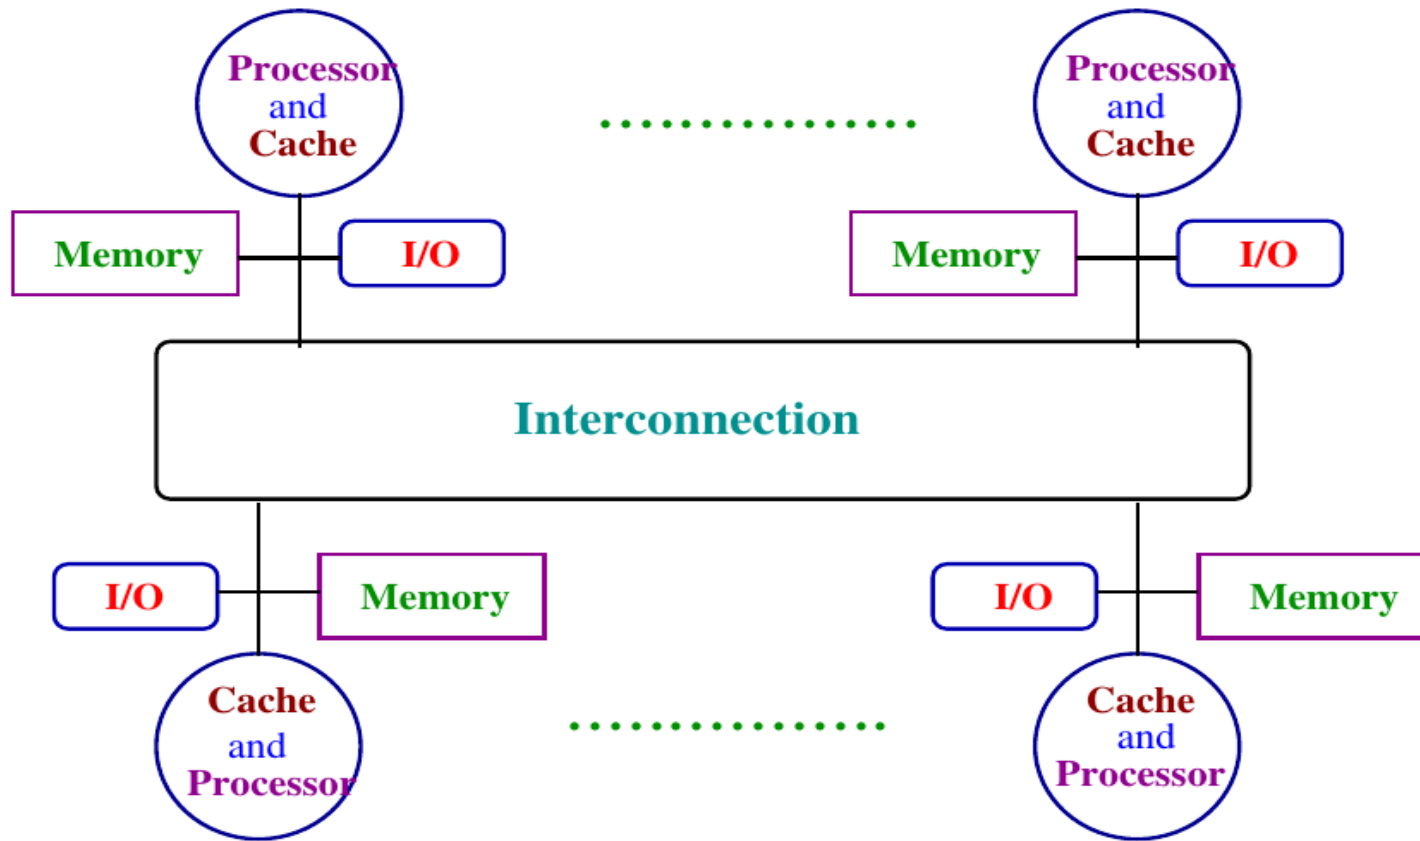 Processor
and
Cache
Processor
and
Cache
Memory
I/O
Memory
I/O
Interconnection
I/O
Memory
I/O
Memory
Cache
and
Processor
Cache
and
Processor